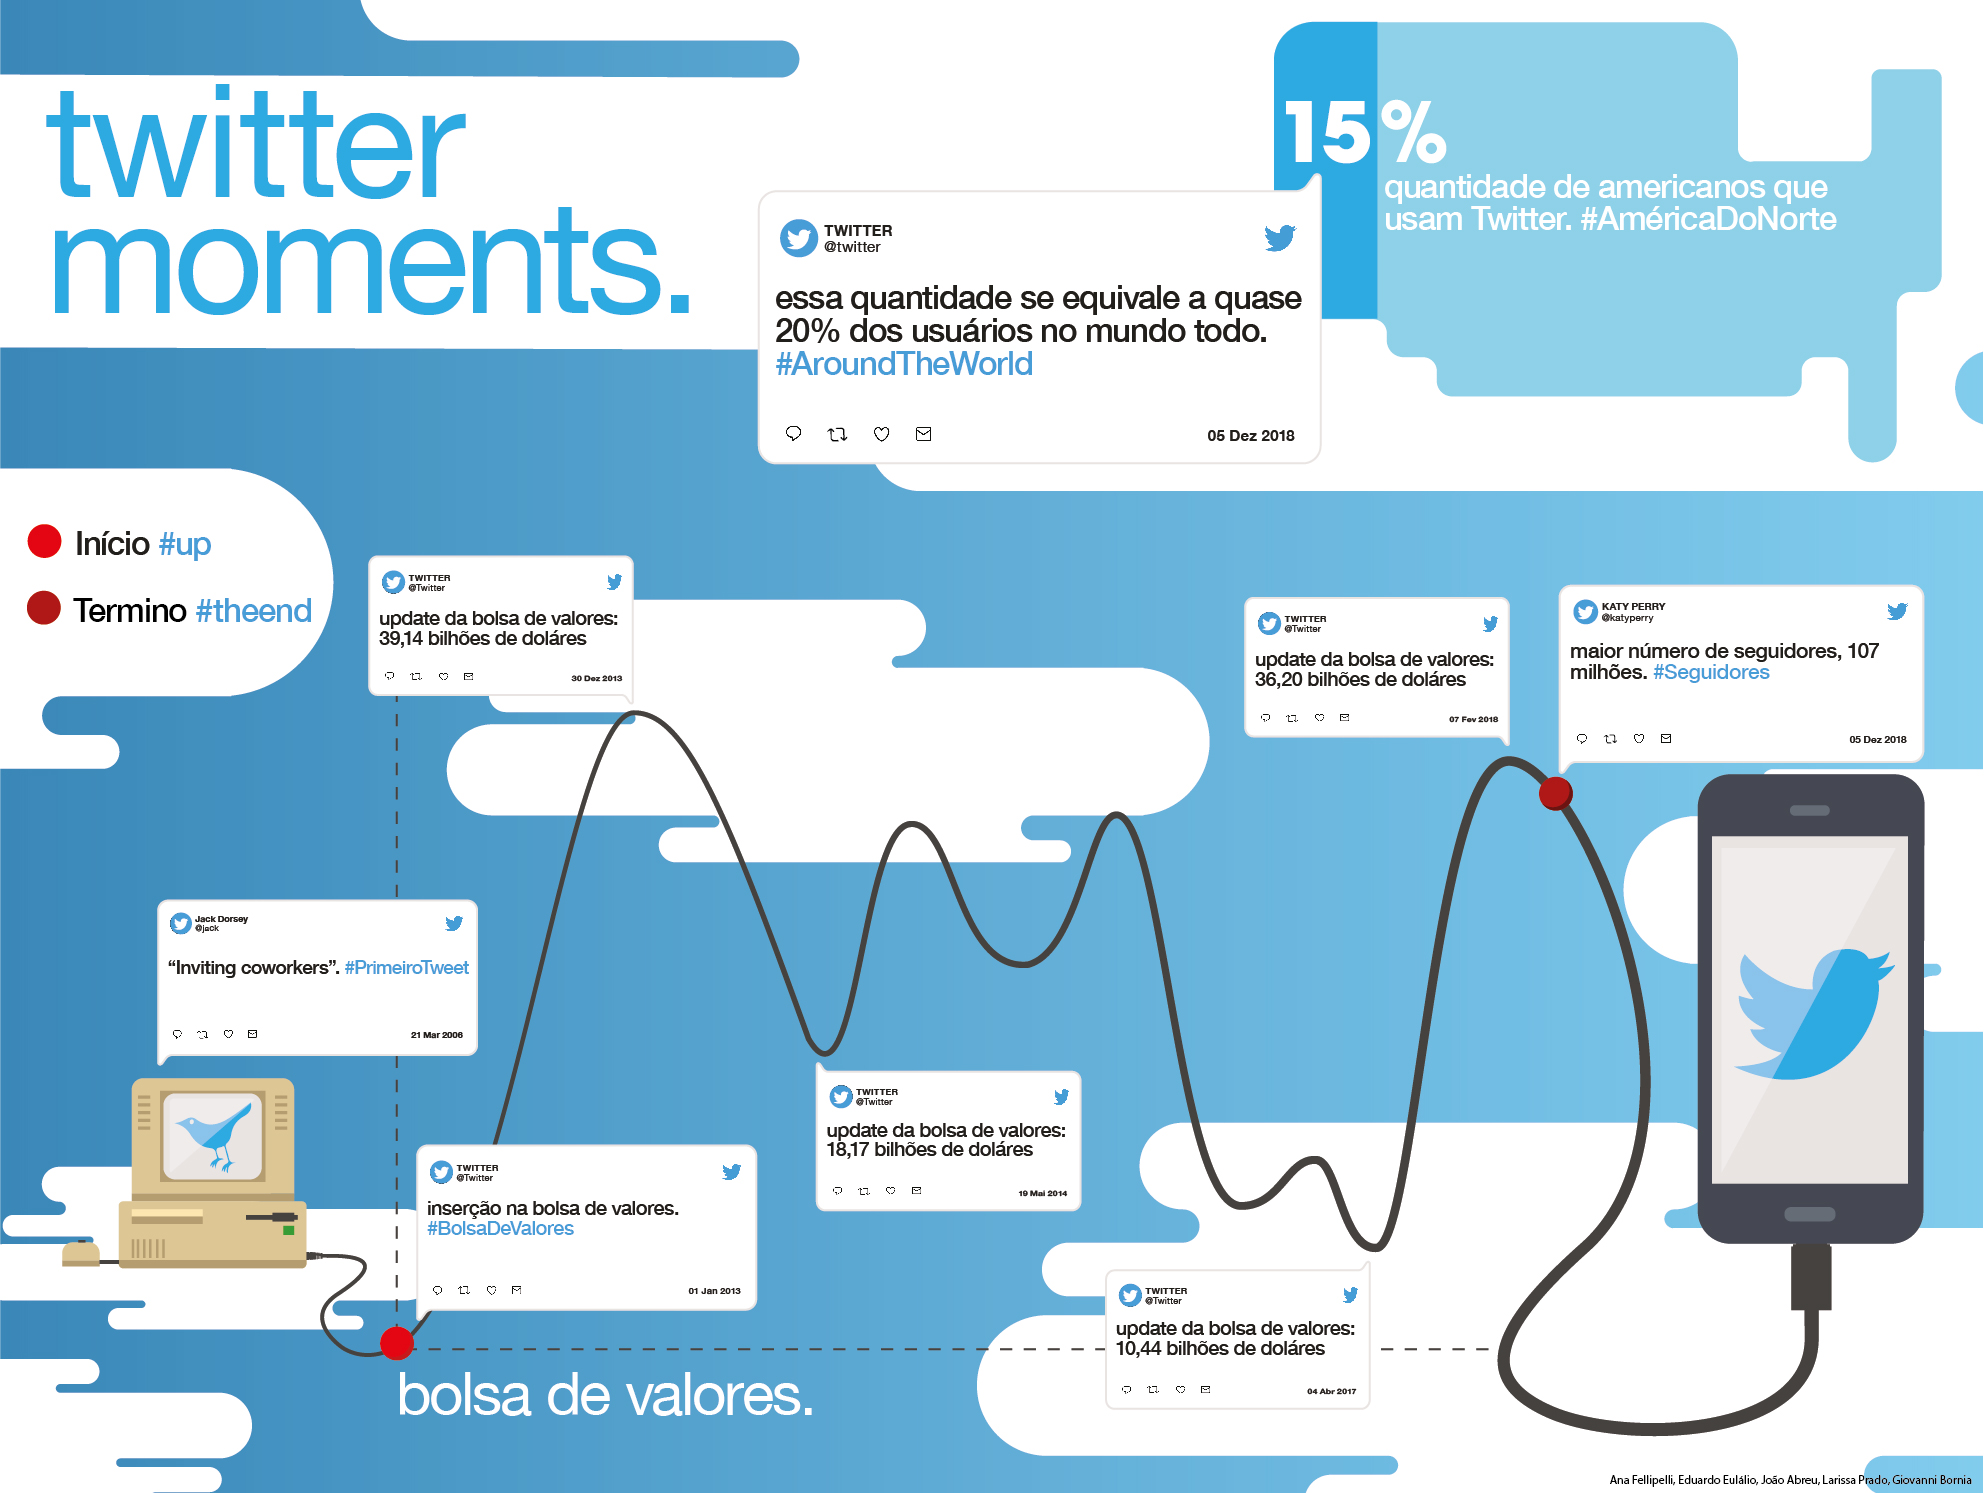 twitter
moments.
15%
quantidade de americanos que
usam Twitter. #AméricaDoNorte
TWITTER
@twitter
essa quantidade se equivale a quase
20% dos usuários no mundo todo.
#AroundTheWorld
05 Dez 2018
Início #up
Termino #theend
TWITTER
@Twitter
update da bolsa de valores:
39,14 bilhões de doláres
30 Dez 2013
TWITTER
@Twitter
update da bolsa de valores:
36,20 bilhões de doláres
07 Fev 2018
KATY PERRY
@katyperry
maior número de seguidores, 107
milhões. #Seguidores
05 Dez 2018
Jack Dorsey
@jack
“Inviting coworkers”. #PrimeiroTweet
21 Mar 2006
TWITTER
@Twitter
update da bolsa de valores:
18,17 bilhões de doláres
19 Mai 2014
TWITTER
@Twitter
inserção na bolsa de valores.
#BolsaDeValores
01 Jan 2013
TWITTER
@Twitter
update da bolsa de valores:
10,44 bilhões de doláres
04 Abr 2017
bolsa de valores.
Ana Fellipelli, Eduardo Eulálio, João Abreu, Larissa Prado, Giovanni Bornia